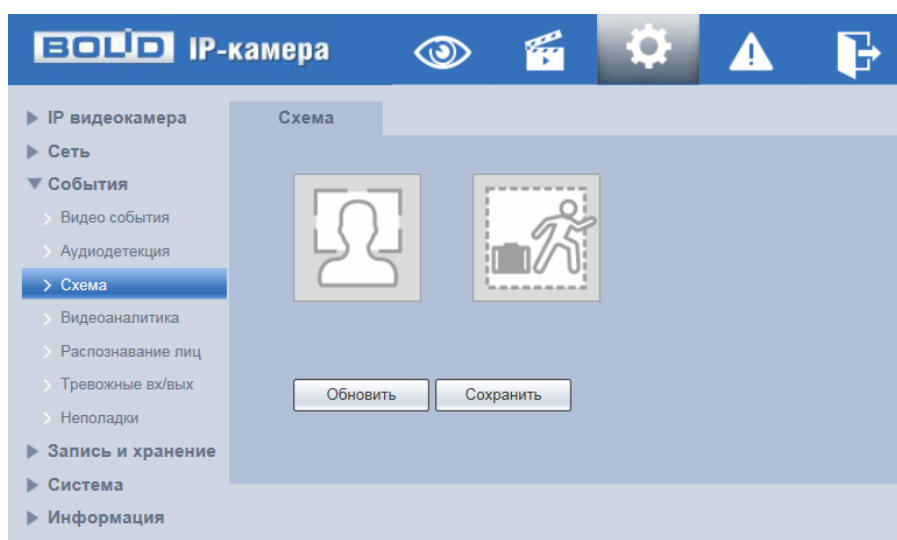 BOLID IP-камера
IP видеокамера
Сеть
События
Видео события
Аудиодетекция
Схема
Видеоаналитика
Распознавание лиц
Тревожные вх/вых
Неполадки
Запись и хранение
Система
Информация
Схема
Обновить
Сохранить